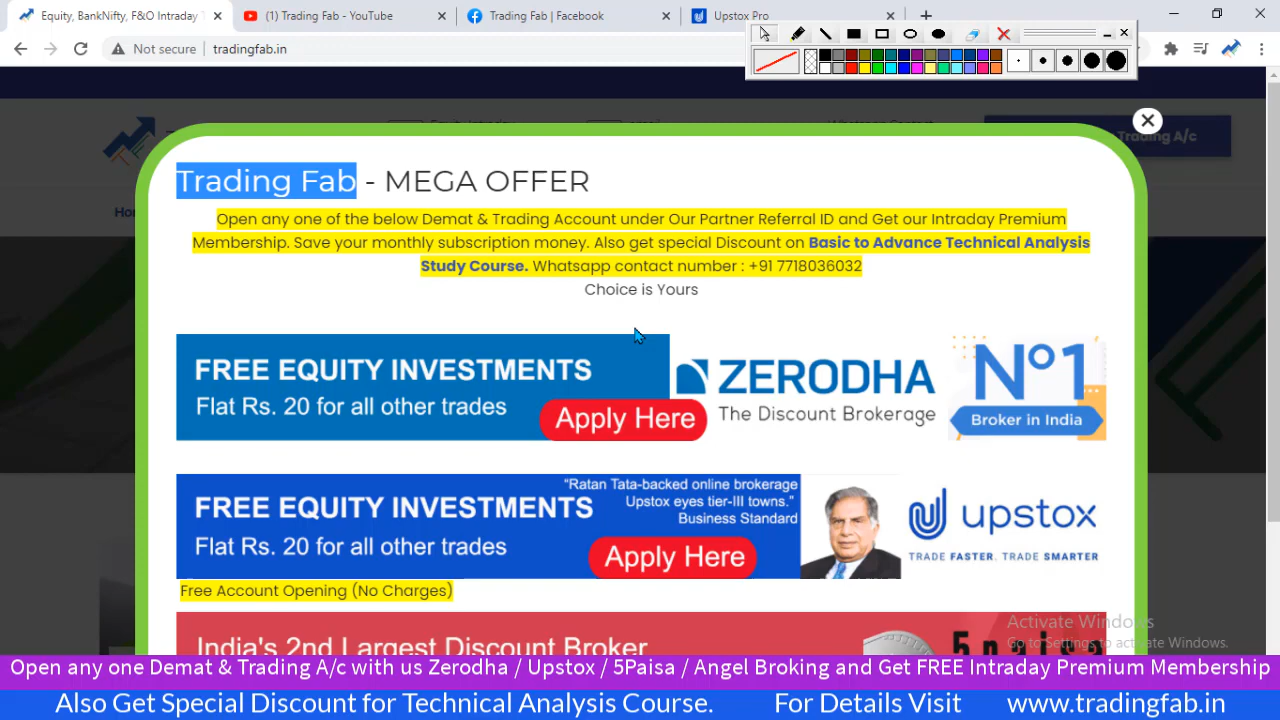 Equity, BankNifty, F&O Intraday T
(1) Trading Fab - YouTube
Trading Fab | Facebook
Upstox Pro
Not secure
tradingfab.in
Trading A/c
Trading Fab - MEGA OFFER
Open any one of the below Demat & Trading Account under Our Partner Referral ID and Get our Intraday Premium
Membership. Save your monthly subscription money. Also get special Discount on Basic to Advance Technical Analysis
Study Course. Whatsapp contact number : +91 7718036032
Choice is Yours
FREE EQUITY INVESTMENTS
Flat Rs. 20 for all other trades
Apply Here
ZERODHA
The Discount Brokerage
Nº1
Broker in India
FREE EQUITY INVESTMENTS
Flat Rs. 20 for all other trades
"Ratan Tata-backed online brokerage
Upstox eyes tier-III towns."
Business Standard
Apply Here
upstox
TRADE FASTER. TRADE SMARTER
Free Account Opening (No Charges)
India's 2nd Largest Discount Broker
Activate Windows
Go to Settings to activate Windows.
Open any one Demat & Trading A/c with us Zerodha / Upstox / 5Paisa / Angel Broking and Get FREE Intraday Premium Membership
Also Get Special Discount for Technical Analysis Course.
For Details Visit
www.tradingfab.in